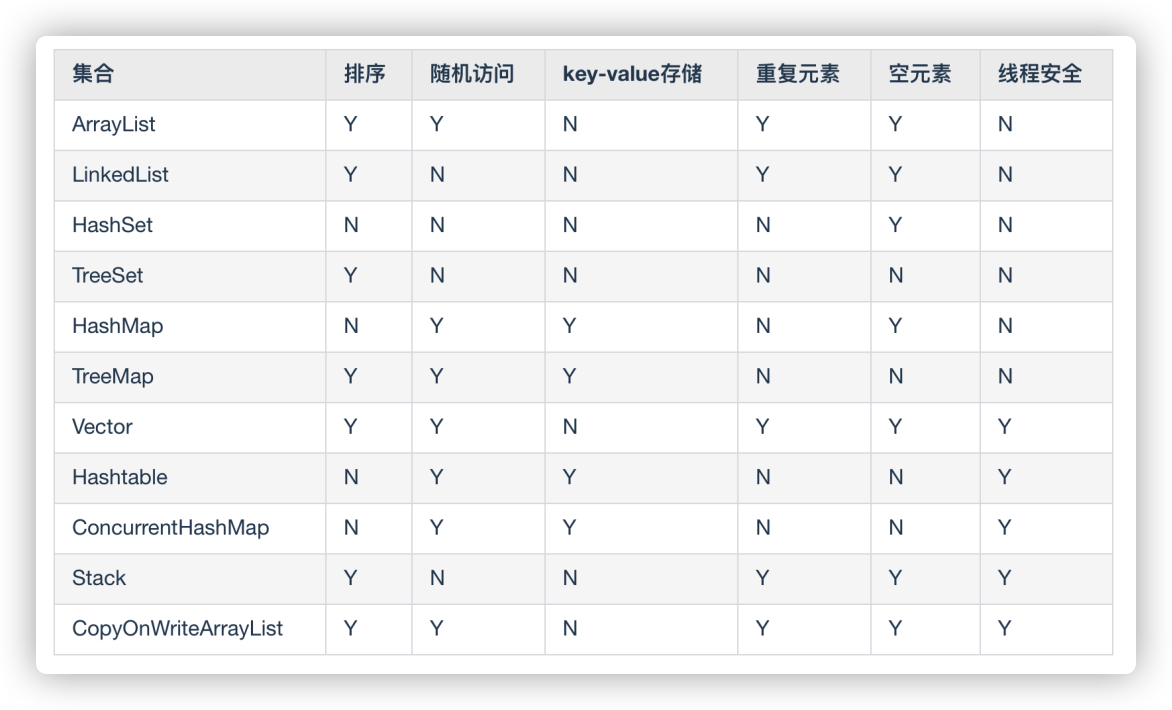 集合 排序 随机访问 key-value存储 重复元素 空元素 线程安全
ArrayList Y Y N Y Y N
LinkedList Y N N Y Y N
HashSet N N N N Y N
TreeSet Y N N N N N
HashMap N Y Y N Y N
TreeMap Y Y Y N N N
Vector Y Y N Y Y Y
Hashtable N Y Y N N Y
ConcurrentHashMap N Y Y N N Y
Stack Y N N Y Y Y
CopyOnWriteArrayList Y Y N Y Y Y